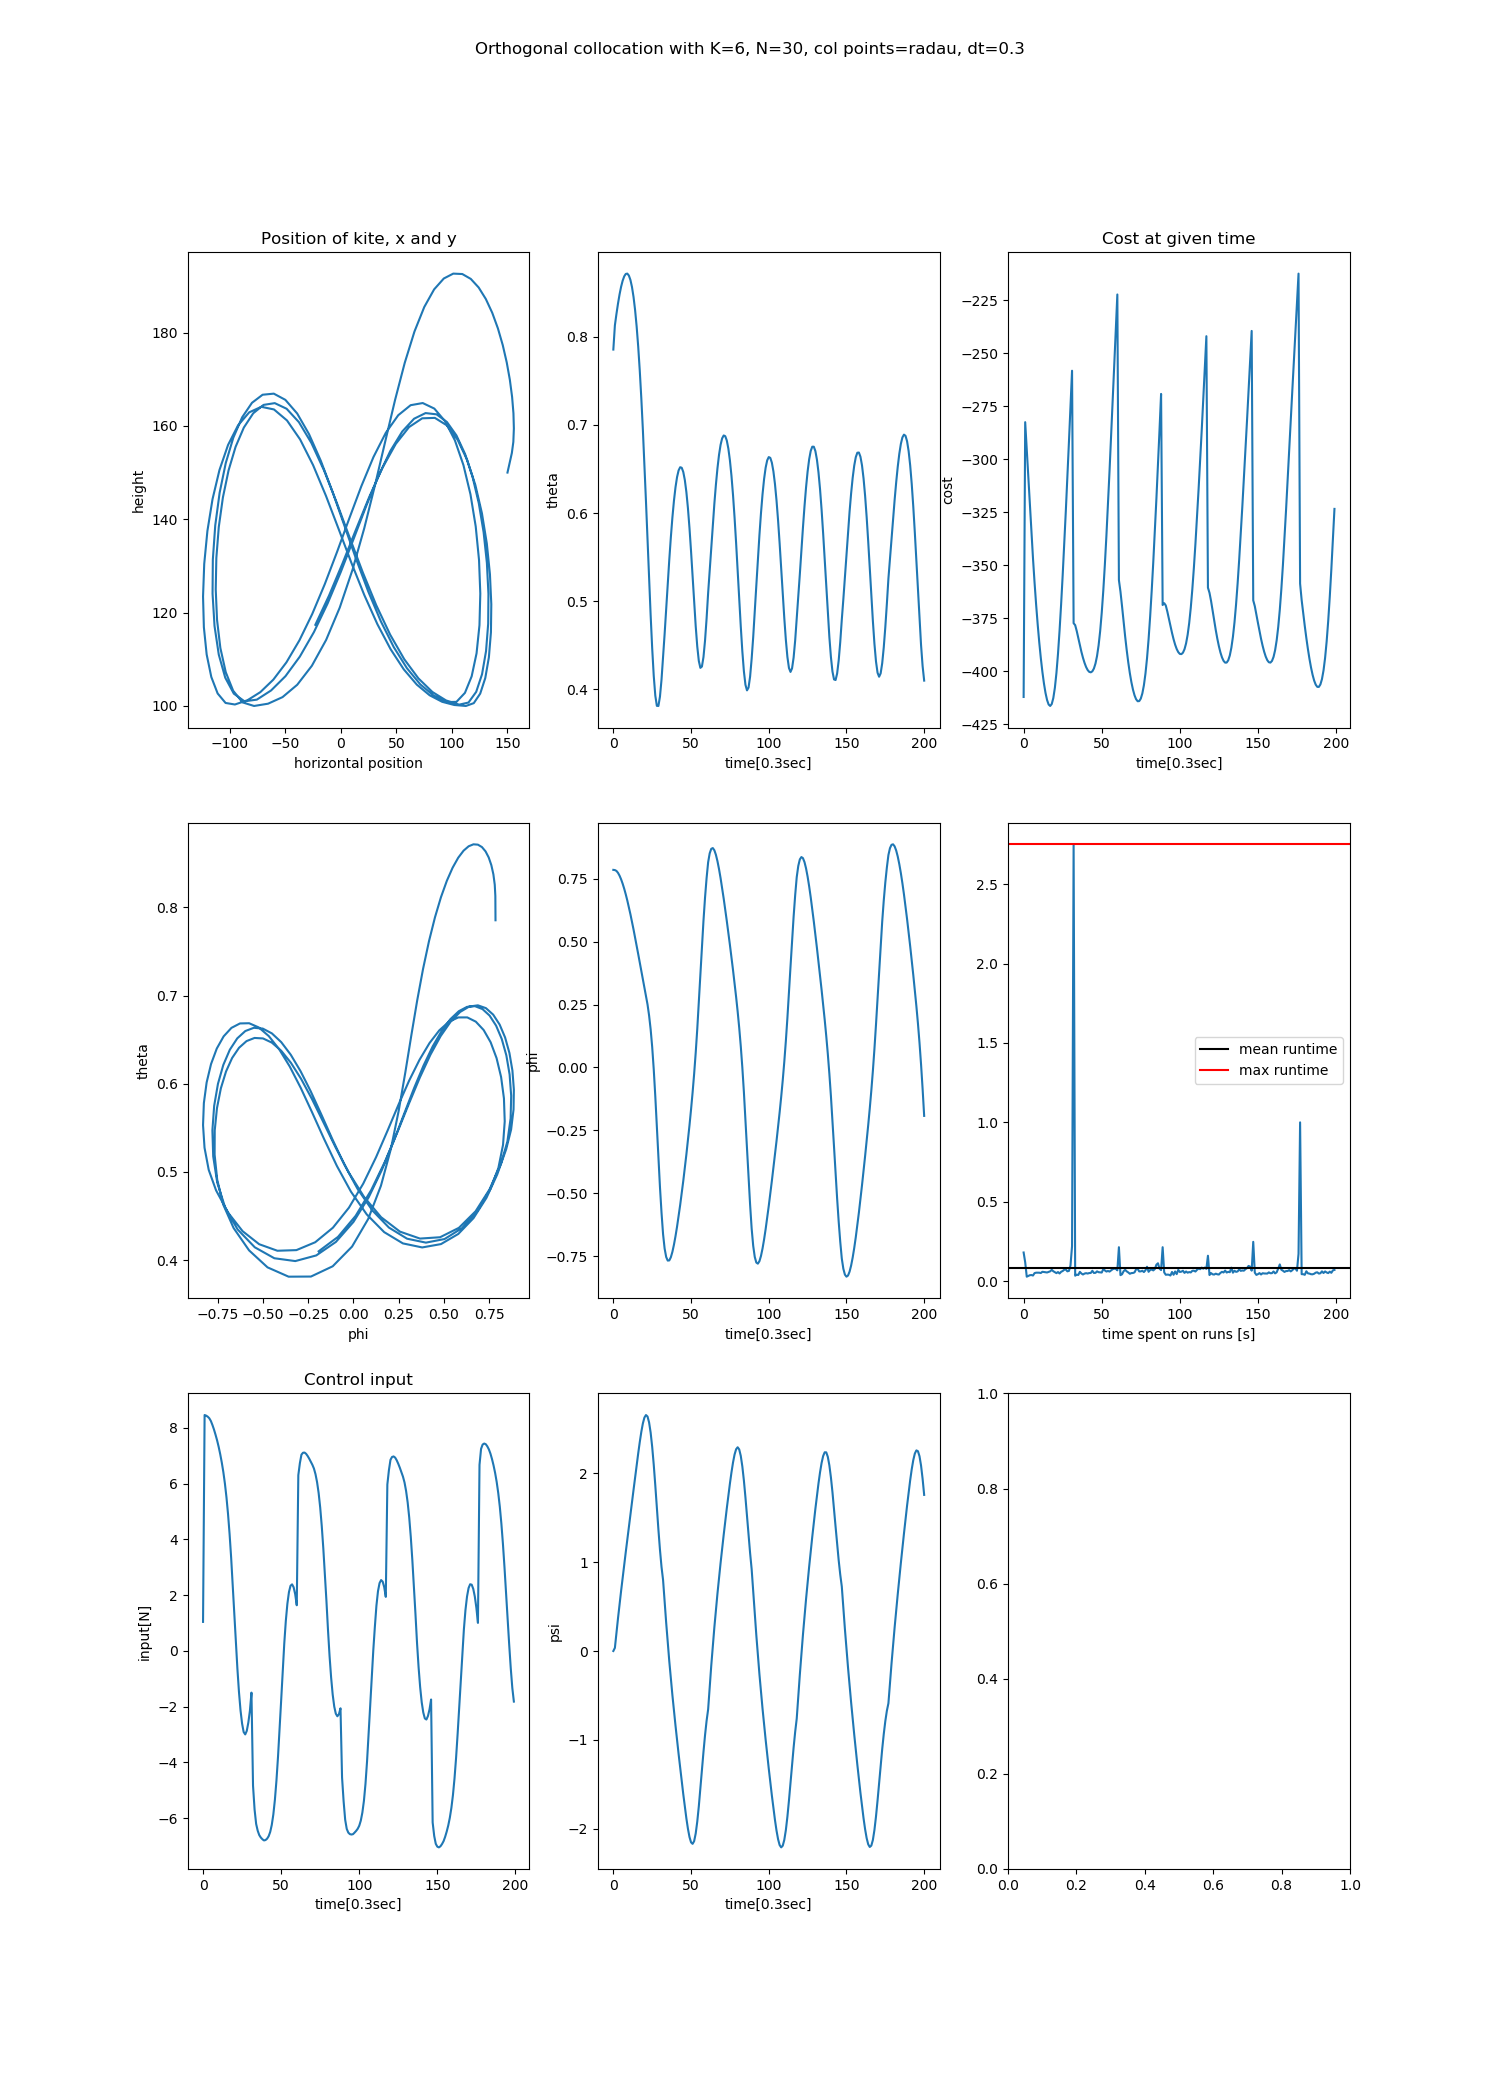 Orthogonal collocation with K=6, N=30, col points=radau, dt=0.3
Position of kite, x and y
180
160
140
120
100
height
−100 −50 0 50 100 150
horizontal position
0.8
0.7
0.6
0.5
0.4
theta
0 50 100 150 200
time[0.3sec]
Cost at given time
−225
−250
−275
−300
−325
−350
−375
−400
−425
cost
0 50 100 150 200
time[0.3sec]
0.8
0.7
0.6
0.5
0.4
theta
−0.75 −0.50 −0.25 0.00 0.25 0.50 0.75
phi
0.75
0.50
0.25
0.00
−0.25
−0.50
−0.75
phi
0 50 100 150 200
time[0.3sec]
2.5
2.0
1.5
1.0
0.5
0.0
mean runtime
max runtime
0 50 100 150 200
time spent on runs [s]
Control input
8
6
4
2
0
−2
−4
−6
input[N]
0 50 100 150 200
time[0.3sec]
2
1
0
−1
−2
psi
0 50 100 150 200
time[0.3sec]
1.0
0.8
0.6
0.4
0.2
0.0
0.0 0.2 0.4 0.6 0.8 1.0